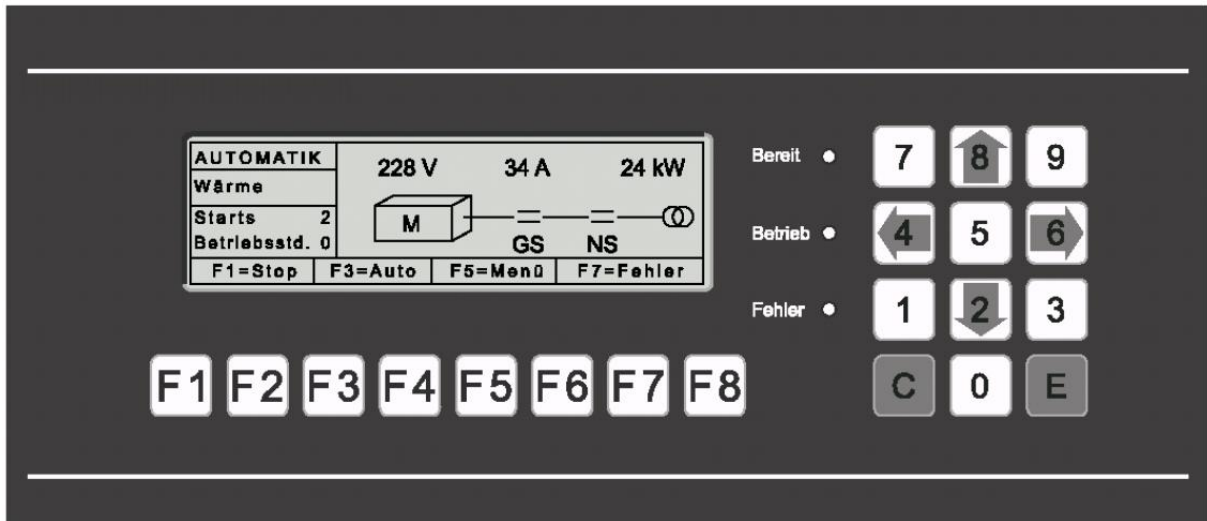 AUTOMATIK
Wärme
Starts 2
Betriebsstd. 0
228 V 34 A 24 kW
M
GS NS
F1=Stop F3=Auto F5=Menü F7=Fehler
Bereit
Betrieb
Fehler
7 8 9
4 5 6
1 2 3
C 0 E
F1 F2 F3 F4 F5 F6 F7 F8